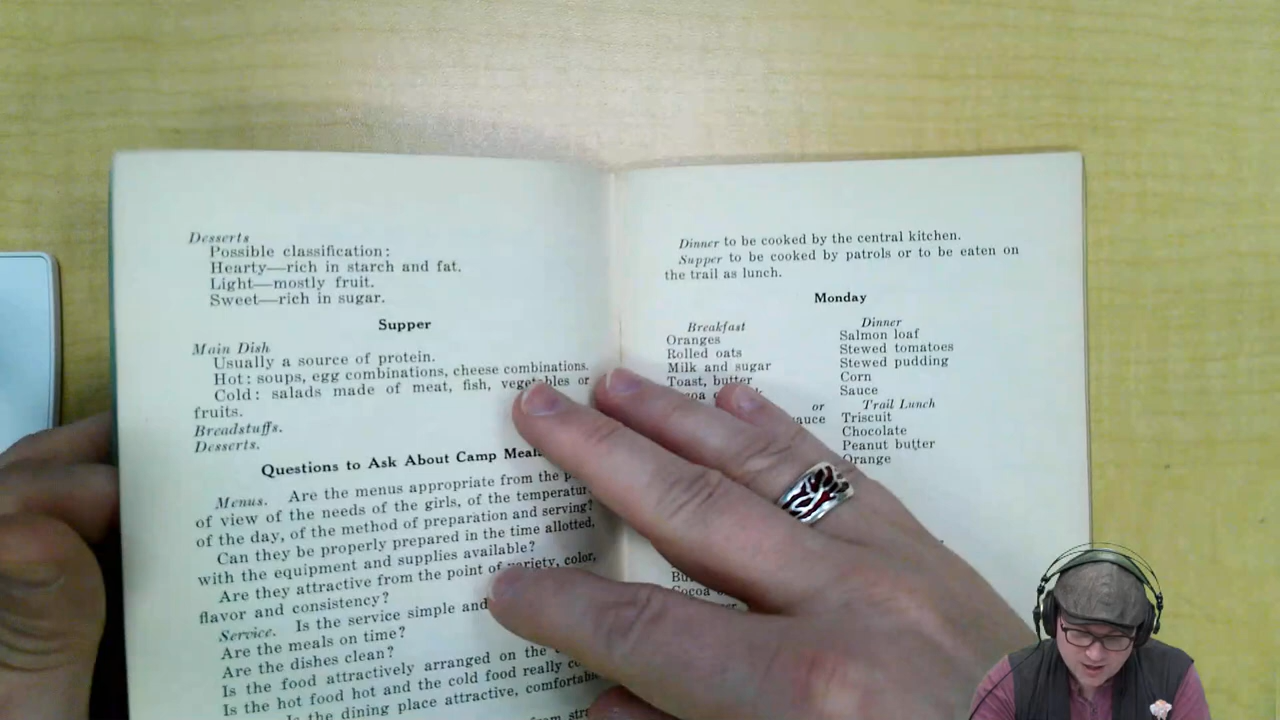 Desserts
Possible classification:
Hearty—rich in starch and fat.
Light—mostly fruit.
Sweet—rich in sugar.
Supper
Main Dish
Usually a source of protein.
Hot: soups, egg combinations, cheese combinations.
Cold: salads made of meat, fish, vegetables or
fruits.
Breadstuffs.
Desserts.
Questions to Ask About Camp
Menus. Are the menus appropriate from the
of view of the needs of the girls, of the
of the day, of the method of preparation and serving?
Can they be properly prepared in the time allotted,
with the equipment and supplies available?
Are they attractive from the point of variety, color,
flavor and consistency?
Service. Is the service simple and
Are the meals on time?
Are the dishes clean?
Is the food attractively arranged on the
Is the hot food hot and the cold food really
Is the dining place attractive,
Dinner to be cooked by the central kitchen.
Supper to be cooked by patrols or to be eaten on
the trail as lunch.
Monday
Breakfast
Oranges
Rolled oats
Milk and sugar
Toast, butter
or
Dinner
Salmon loaf
Stewed tomatoes
Stewed pudding
Corn
Sauce
Trail Lunch
Triscuit
Chocolate
Peanut butter
Orange